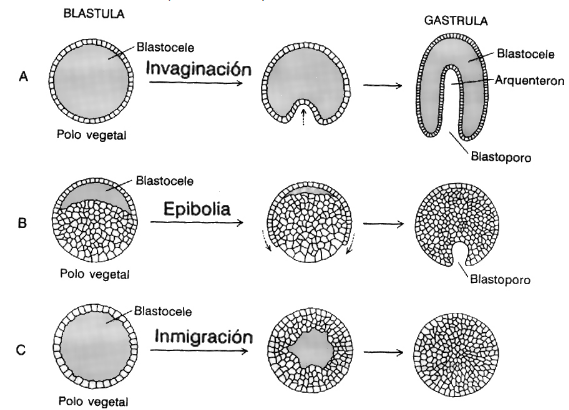 BLASTULA
GASTRULA
A
Blastocele
Invaginación
Polo vegetal
Blastocele
Arquenteron
Blastoporo
B
Blastocele
Epibolia
Polo vegetal
Blastoporo
C
Blastocele
Inmigración
Polo vegetal